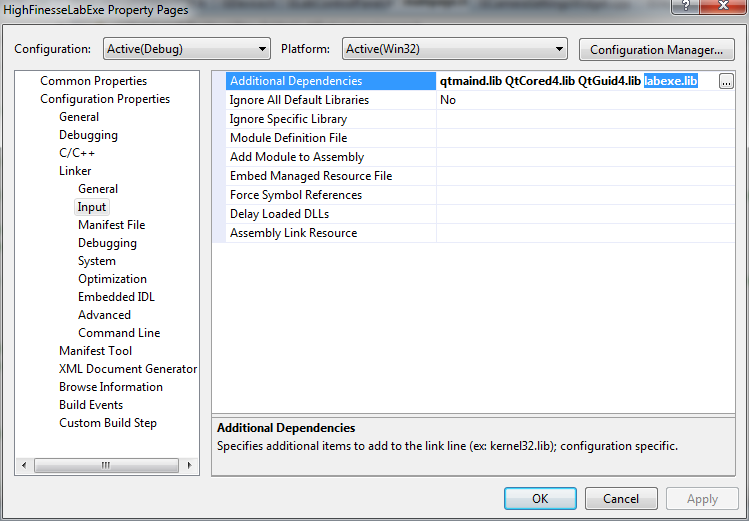 HighFinesseLabExe Property Pages
Configuration: Active(Debug) Platform: Active(Win32) Configuration Manager...
Common Properties
Configuration Properties
General
Debugging
C/C++
Linker
General
Input
Manifest File
Debugging
System
Optimization
Embedded IDL
Advanced
Command Line
Manifest Tool
XML Document Generator
Browse Information
Build Events
Custom Build Step
Additional Dependencies qtmaind.lib QtCored4.lib QtGuid4.lib labexe.lib ...
Ignore All Default Libraries No
Ignore Specific Library
Module Definition File
Add Module to Assembly
Embed Managed Resource File
Force Symbol References
Delay Loaded DLLs
Assembly Link Resource
Additional Dependencies
Specifies additional items to add to the link line (ex: kernel32.lib); configuration specific.
OK Cancel Apply